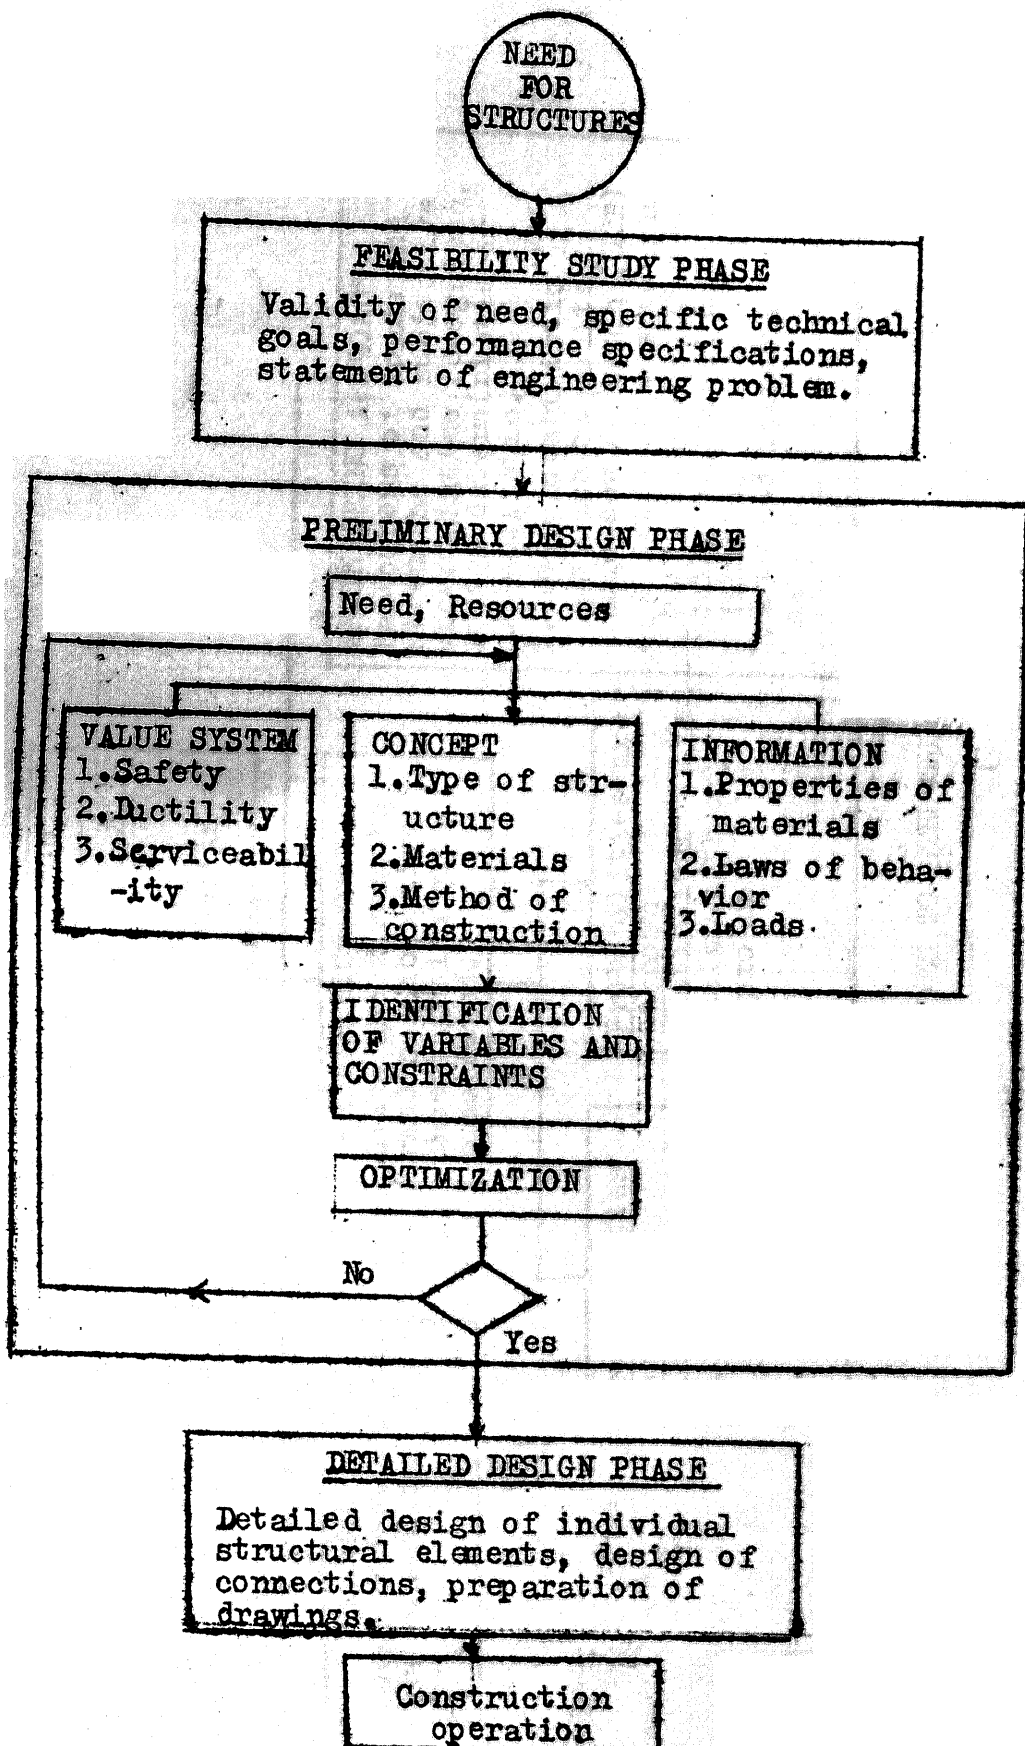 NEED
FOR
STRUCTURES
FEASIBILITY STUDY PHASE
Validity of need, specific technical
goals, performance specifications,
statement of engineering problem.
PRELIMINARY DESIGN PHASE
Need, Resources
VALUE SYSTEM
1.Safety
2.Ductility
3.Serviceabil
-ity
CONCEPT
1.Type of str-
ucture
2.Materials
3.Method of
construction
INFORMATION
1.Properties of
materials
2.Laws of beha-
vior
3.Loads.
IDENTIFICATION
OF VARIABLES AND
CONSTRAINTS
OPTIMIZATION
No
Yes
DETAILED DESIGN PHASE
Detailed design of individual
structural elements, design of
connections, preparation of
drawings.
Construction
operation